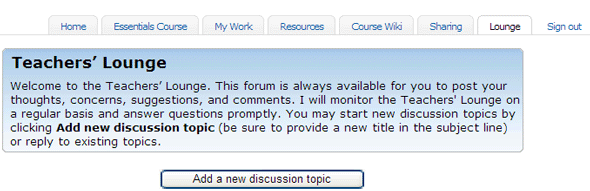 Home Essentials Course My Work Resources Course Wiki Sharing Lounge Sign out
Teachers’ Lounge
Welcome to the Teachers’ Lounge. This forum is always available for you to post your
thoughts, concerns, suggestions, and comments. I will monitor the Teachers' Lounge on
a regular basis and answer questions promptly. You may start new discussion topics by
clicking Add new discussion topic (be sure to provide a new title in the subject line)
or reply to existing topics.
Add a new discussion topic